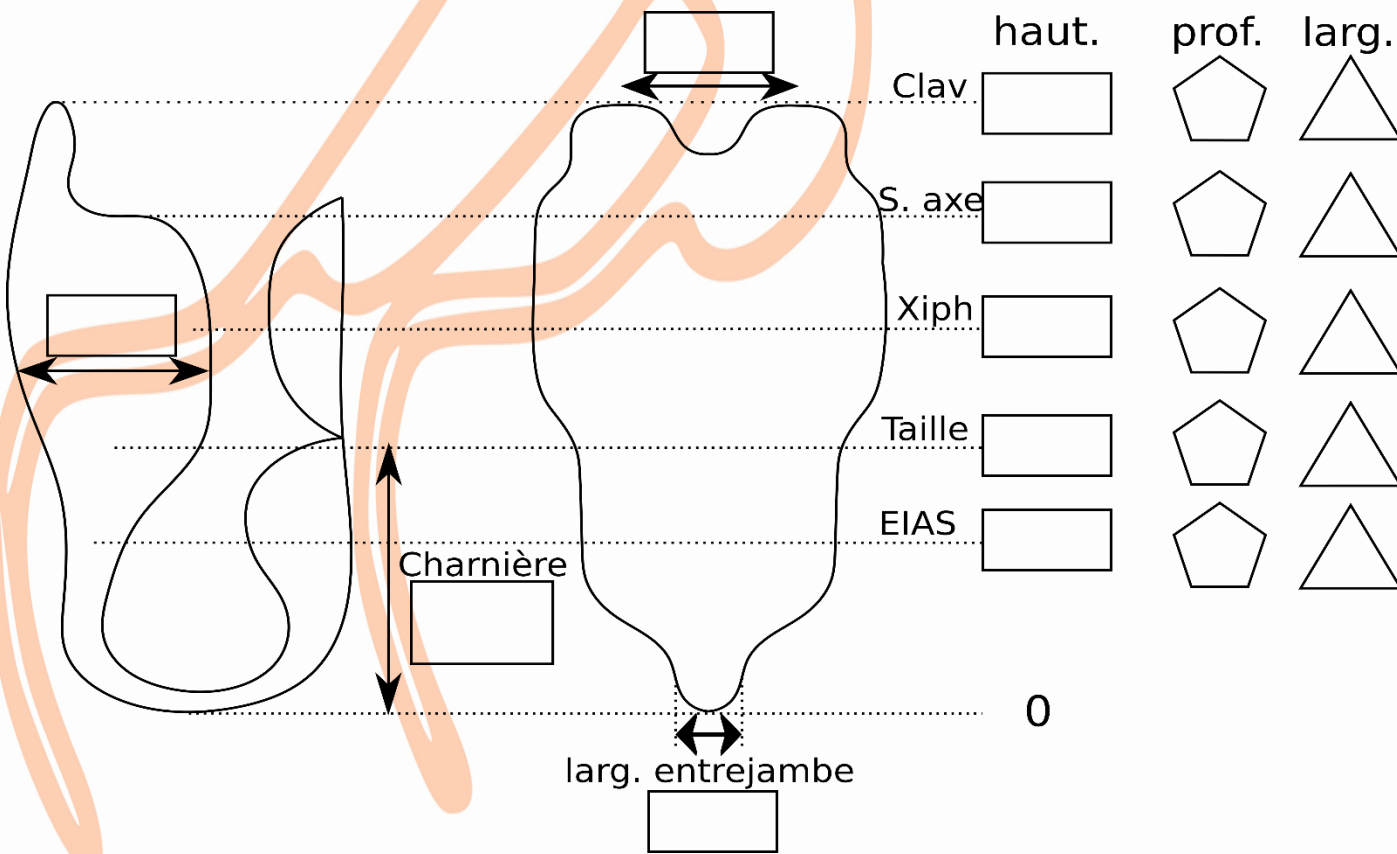 haut. prof. larg.
Clav
S. axe
Xiph
Taille
EIAS
Charnière
0
larg. entrejambe